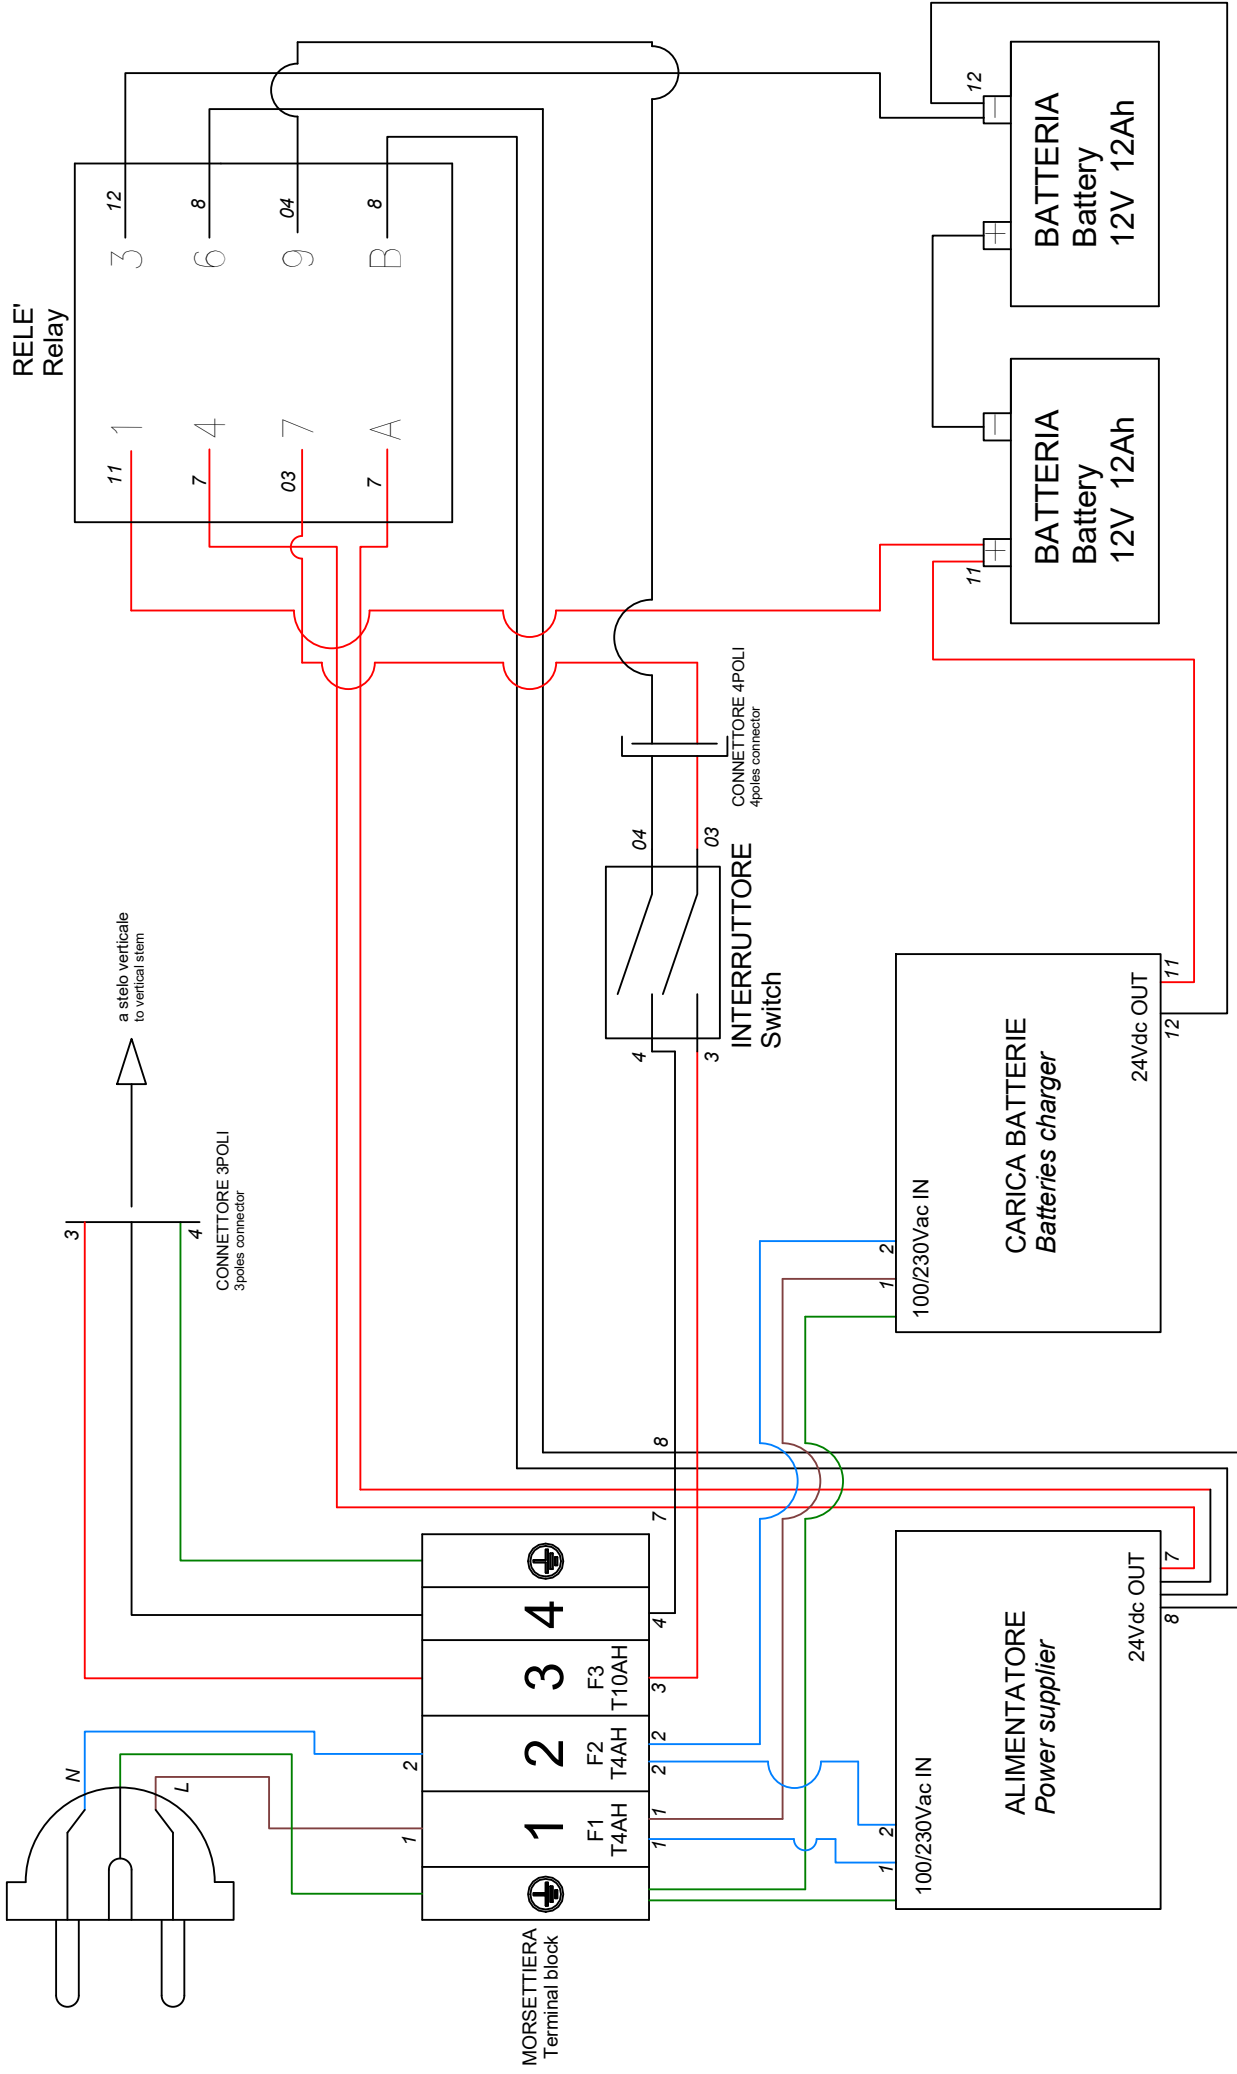 RELE'
Relay
1
4
7
A
3
6
9
B
11
7
03
7
12
8
04
8
BATTERIA
Battery
12V 12Ah
11
BATTERIA
Battery
12V 12Ah
12
a stelo verticale
to vertical stem
3
4
CONNETTORE 3POLI
3poles connector
INTERRUTTORE
Switch
4
3
04
03
CONNETTORE 4POLI
4poles connector
N
L
MORSETTIERA
Terminal block
1
2
1
F1
T4AH
2
F2
T4AH
3
F3
T10AH
4
1
1
2
2
3
4
7
8
100/230Vac IN
1
2
ALIMENTATORE
Power supplier
24Vdc OUT
8
7
100/230Vac IN
1
2
CARICA BATTERIE
Batteries charger
24Vdc OUT
12
11